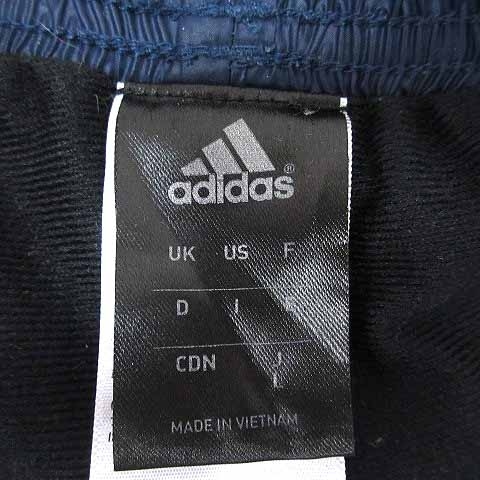 adidas®
UK US F
D I E
CDN J
L
MADE IN VIETNAM